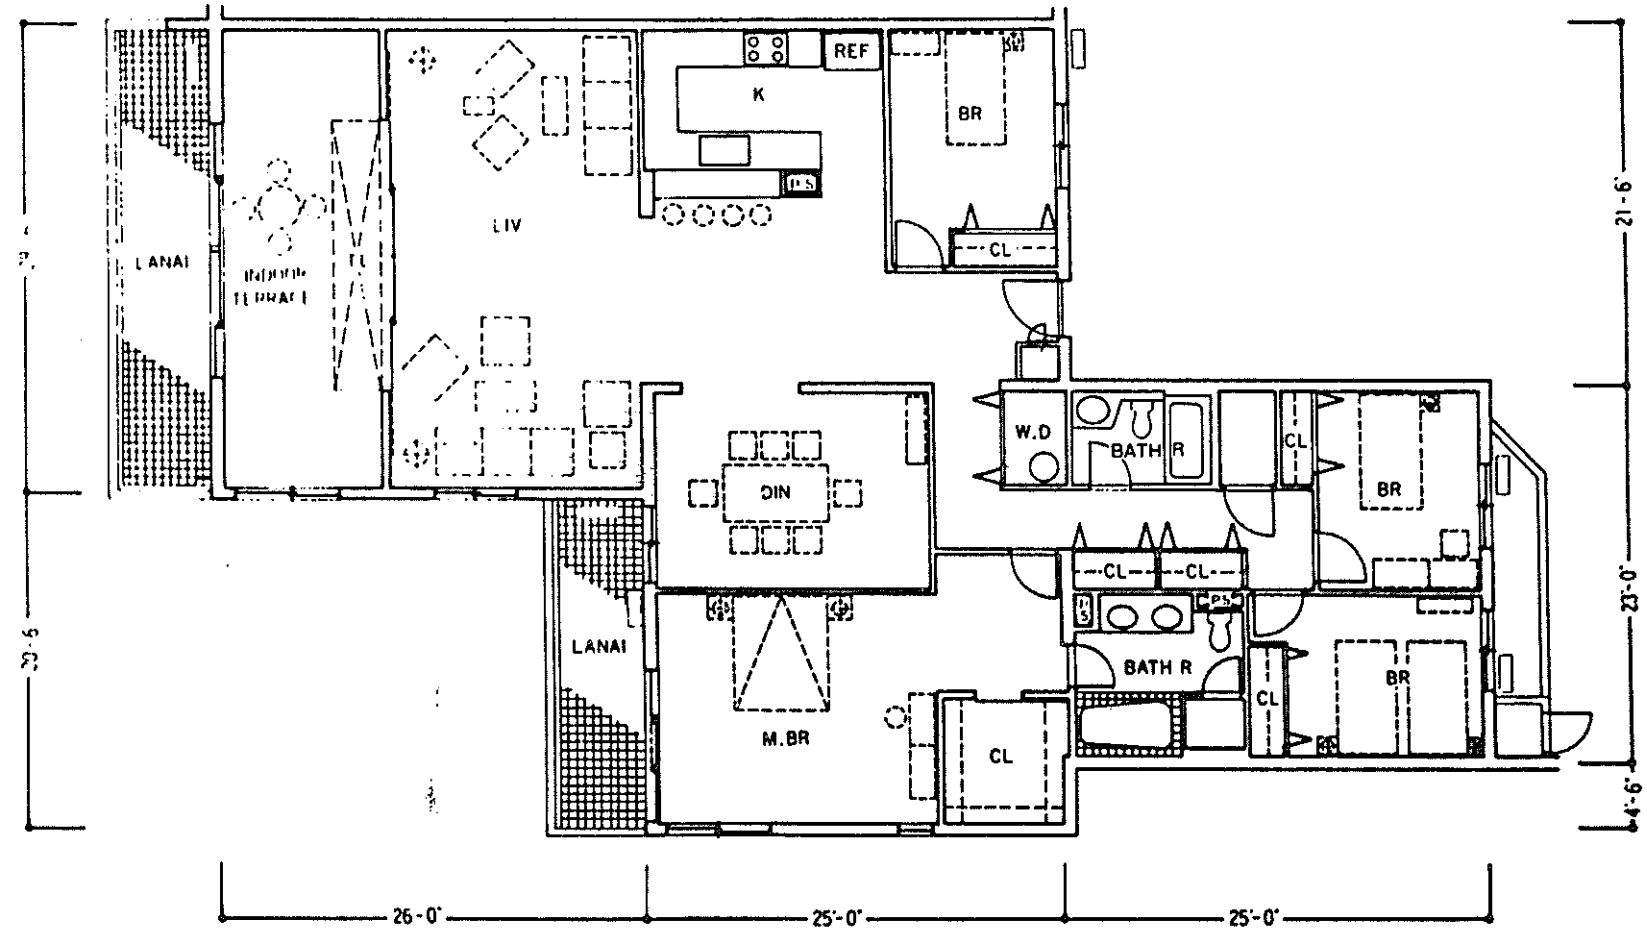 REF
K
BR
P.S
LIV
CL
LANAI
INDOOR
TERRACE
21'-6"
W.D
BATH R
CL
BR
DIN
CL
CL
P.S
P.S
23'-0"
LANAI
BATH R
BR
CL
M.BR
CL
4'-6"
26'-0"
25'-0"
25'-0"